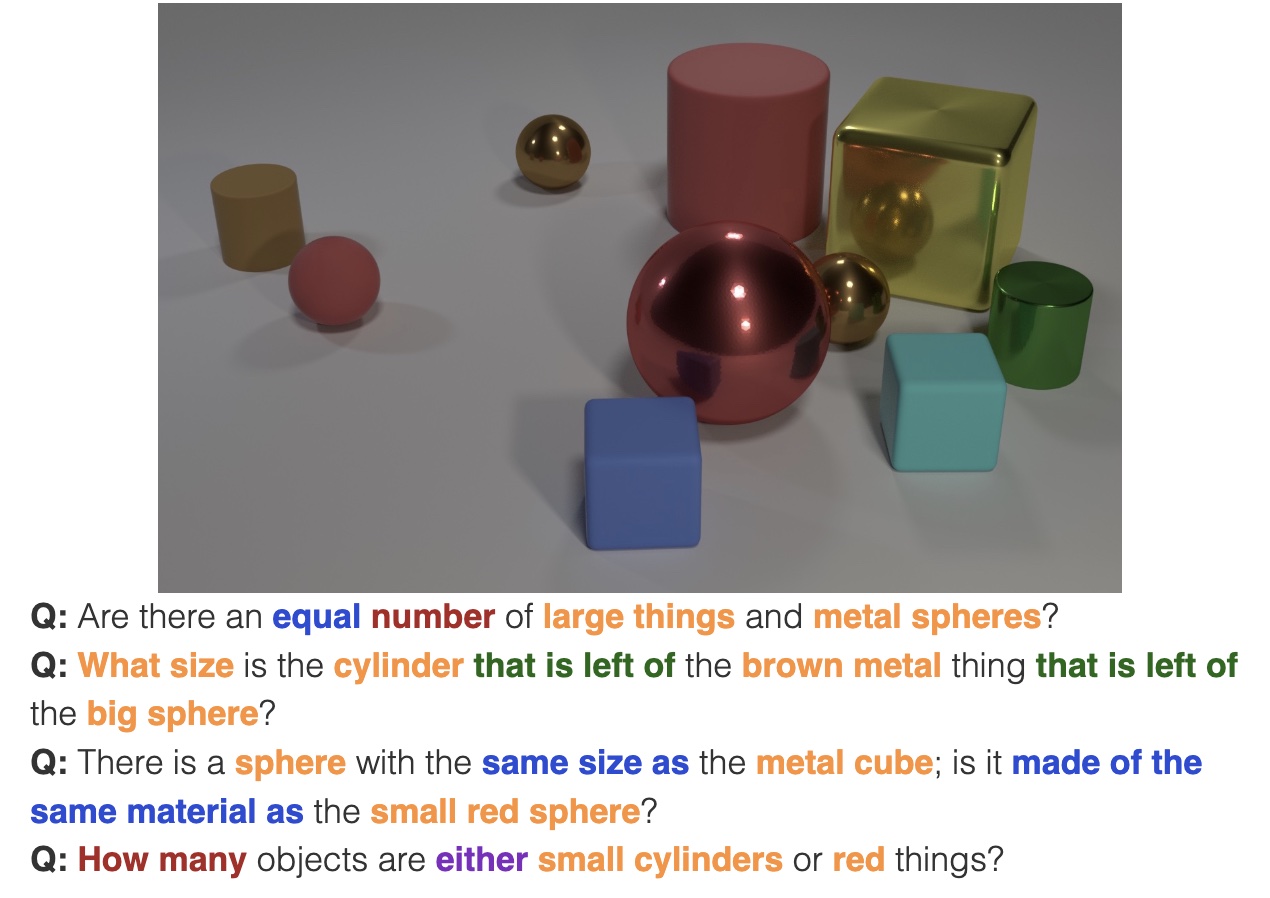 Q: Are there an equal number of large things and metal spheres?
Q: What size is the cylinder that is left of the brown metal thing that is left of
the big sphere?
Q: There is a sphere with the same size as the metal cube; is it made of the
same material as the small red sphere?
Q: How many objects are either small cylinders or red things?